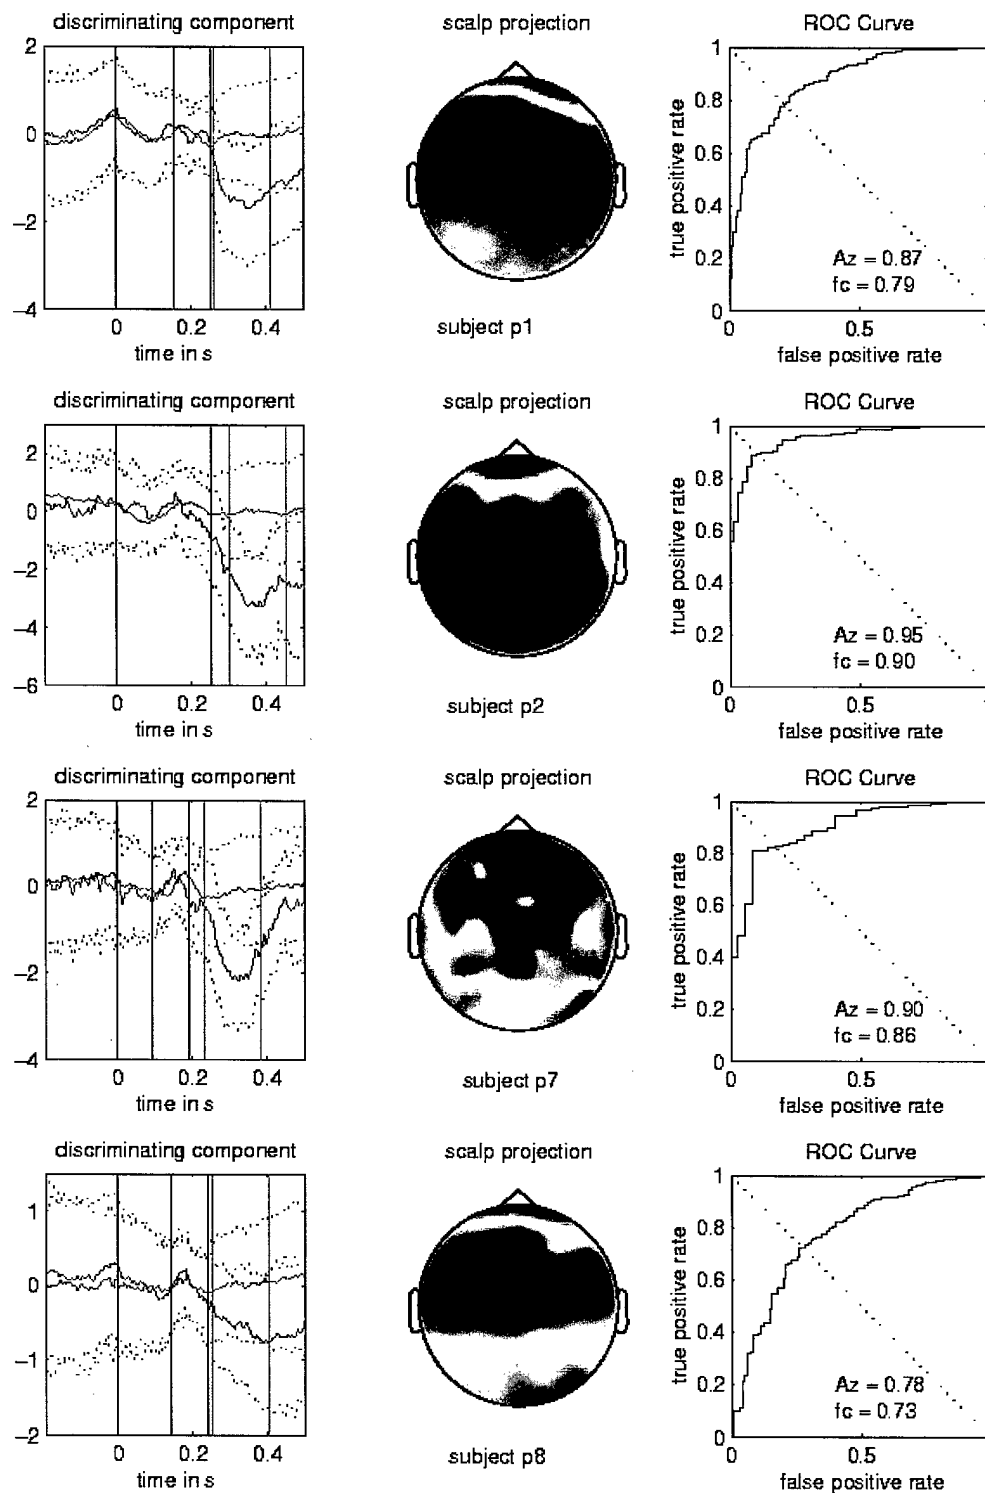 discriminating component scalp projection ROC Curve
2
0
−2
−4
0 0.2 0.4
time in s
subject p1
true positive rate
1
0.8
0.6
0.4
0.2
0
Az = 0.87
fc = 0.79
0 0.5 1
false positive rate
discriminating component scalp projection ROC Curve
2
0
−2
−4
−6
0 0.2 0.4
time in s
subject p2
true positive rate
1
0.8
0.6
0.4
0.2
0
Az = 0.95
fc = 0.90
0 0.5 1
false positive rate
discriminating component scalp projection ROC Curve
2
0
−2
−4
0 0.2 0.4
time in s
subject p7
true positive rate
1
0.8
0.6
0.4
0.2
0
Az = 0.90
fc = 0.86
0 0.5 1
false positive rate
discriminating component scalp projection ROC Curve
1
0
−1
−2
0 0.2 0.4
time in s
subject p8
true positive rate
1
0.8
0.6
0.4
0.2
0
Az = 0.78
fc = 0.73
0 0.5 1
false positive rate